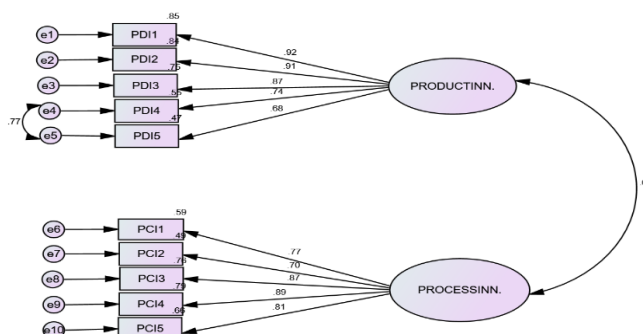 .85
e1 PDI1
.84
.92
e2 PDI2
.91
.75
e3 PDI3
.87
.55
.74
e4 PDI4
.68
.77
.47
e5 PDI5
PRODUCTINN.
.59
e6 PCI1
.49
.77
e7 PCI2
.70
.76
e8 PCI3
.87
.79
.89
e9 PCI4
.66
.81
e10 PCI5
PROCESSINN.